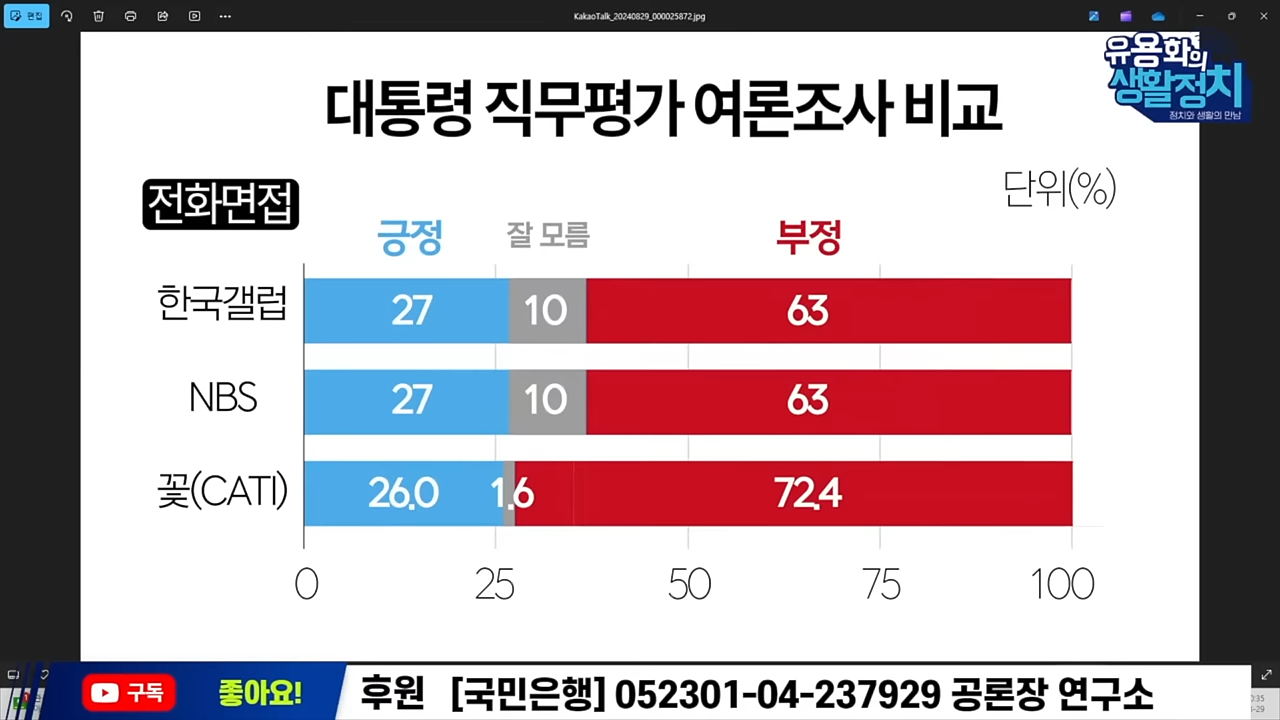 편집
KakaoTalk_20240829_000025872.jpg
유용화의
생활정치
정치와 생활의 만남
대통령 직무평가 여론조사 비교
단위(%)
전화면접
긍정 잘 모름 부정
한국갤럽 27 10 63
NBS 27 10 63
꽃(CATI) 26.0 1.6 72.4
0 25 50 75 100
구독 좋아요! 후원 [국민은행] 052301-04-237929 공론장 연구소